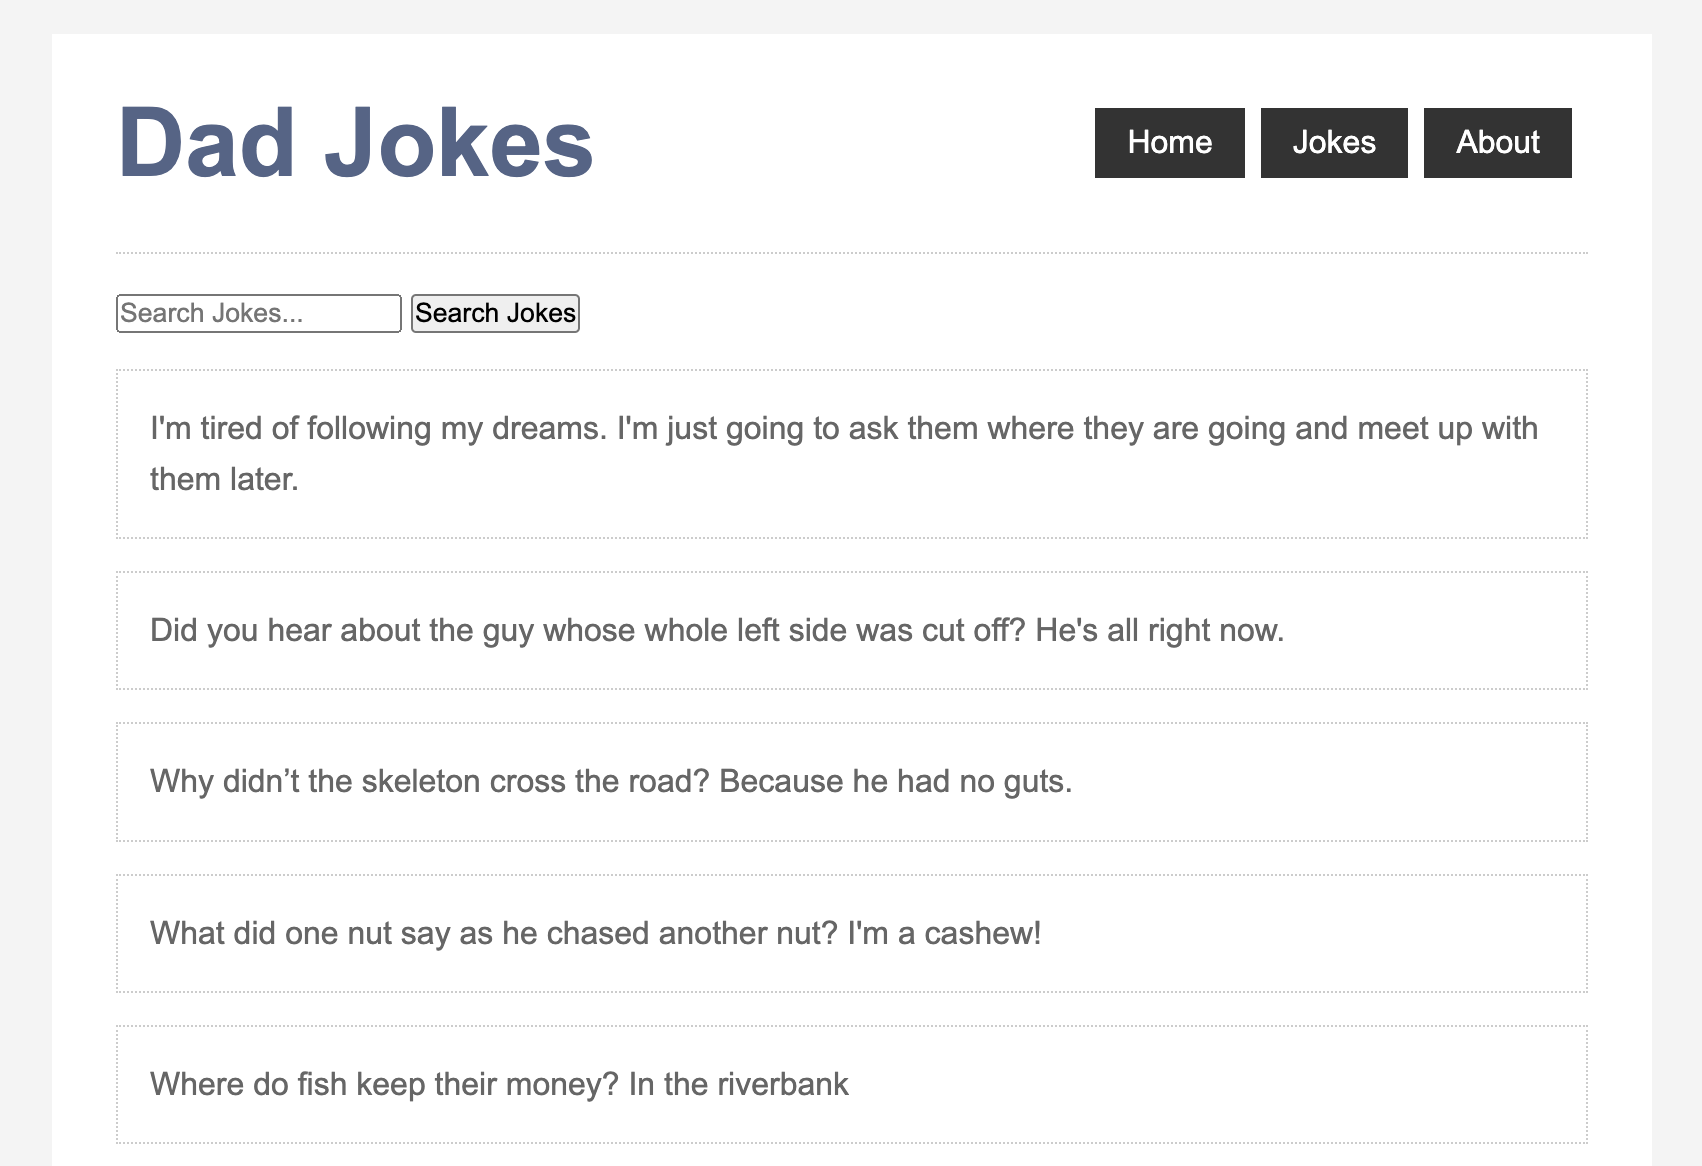 Dad Jokes
Home
Jokes
About
Search Jokes...
Search Jokes
I'm tired of following my dreams. I'm just going to ask them where they are going and meet up with
them later.
Did you hear about the guy whose whole left side was cut off? He's all right now.
Why didn’t the skeleton cross the road? Because he had no guts.
What did one nut say as he chased another nut? I'm a cashew!
Where do fish keep their money? In the riverbank